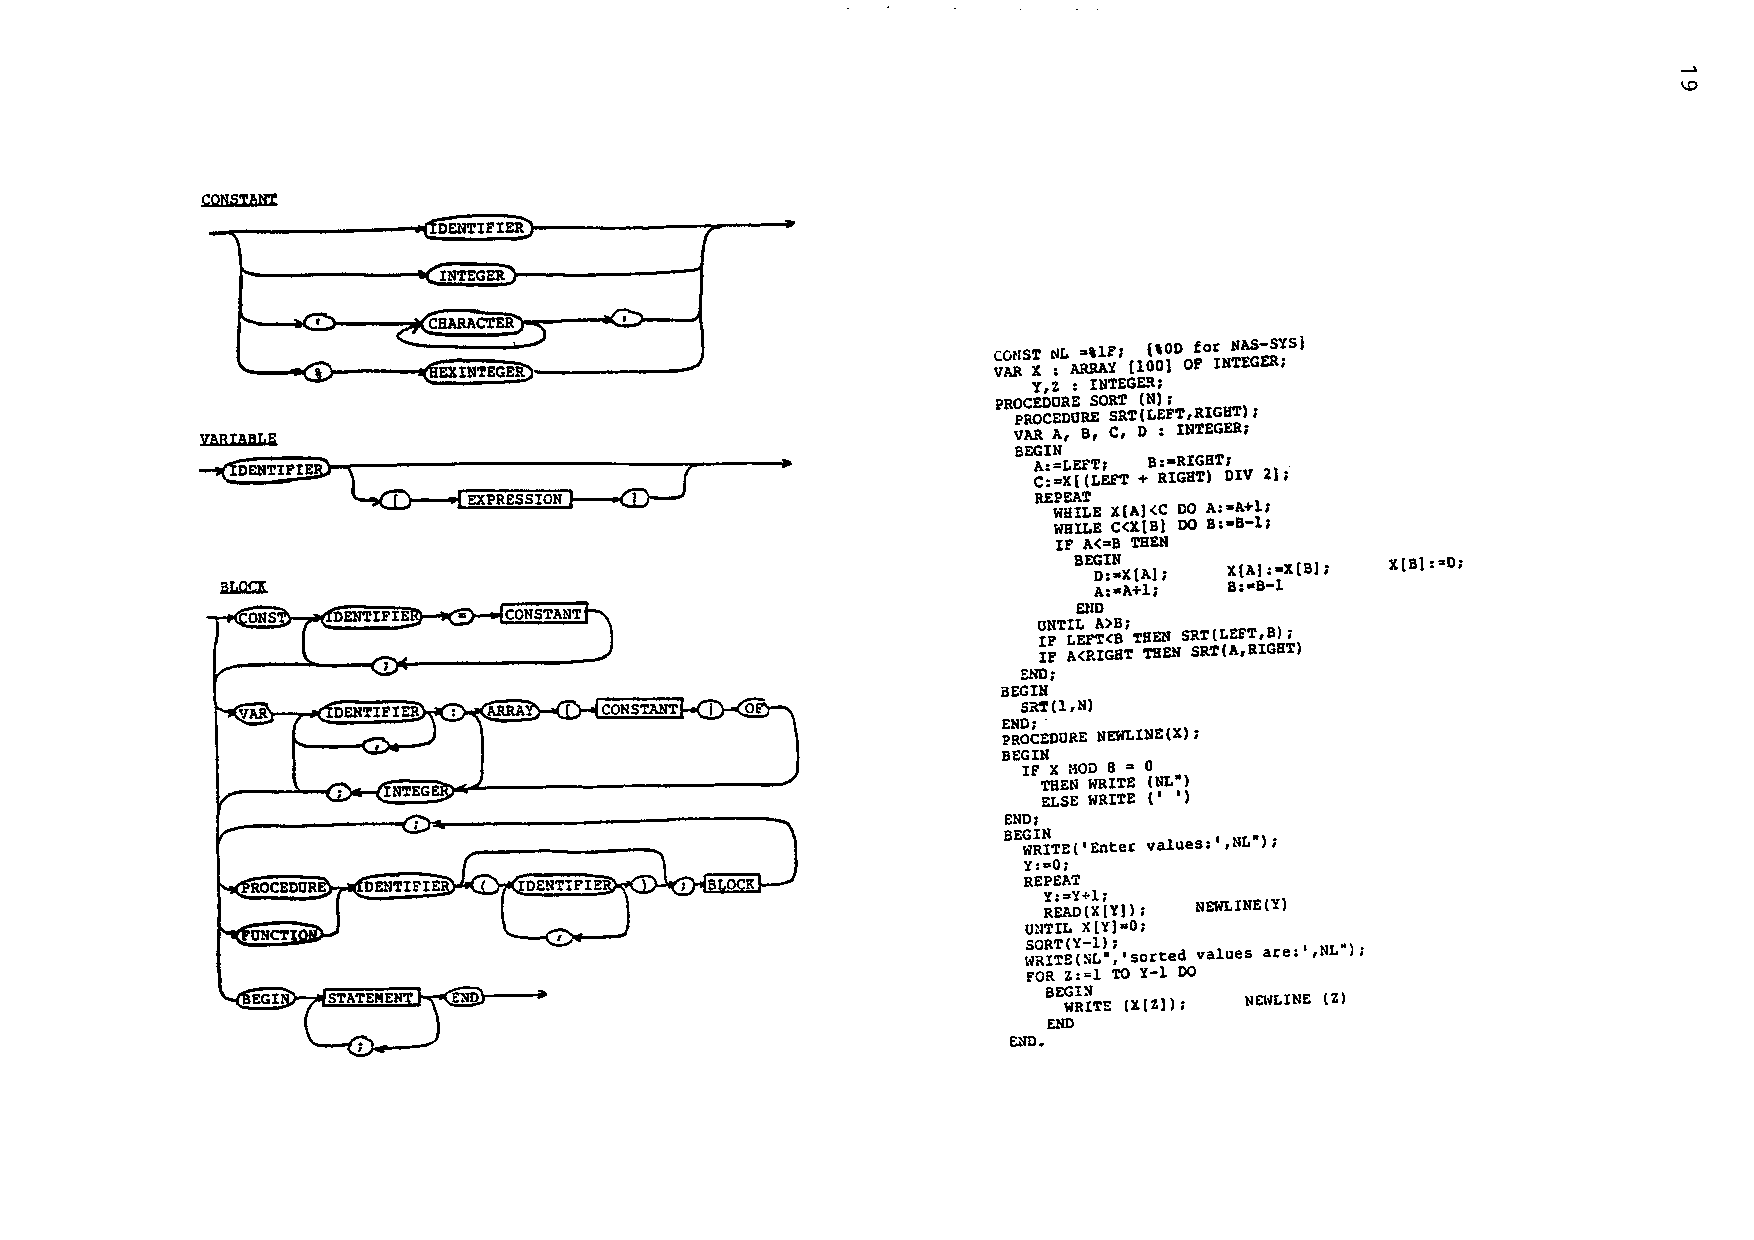 19
CONSTANT
IDENTIFIER
INTEGER
' CHARACTER '
% HEXINTEGER
VARIABLE
IDENTIFIER
[ EXPRESSION ]
BLOCK
CONST IDENTIFIER = CONSTANT
;
VAR IDENTIFIER : ARRAY [ CONSTANT ] OF
,
; INTEGER
;
PROCEDURE IDENTIFIER ( IDENTIFIER ) ; BLOCK
FUNCTION ,
BEGIN STATEMENT END
;
CONST NL =%1F; {%0D for NAS-SYS}
VAR X : ARRAY [100] OF INTEGER;
Y,Z : INTEGER;
PROCEDURE SORT (N);
PROCEDURE SRT(LEFT,RIGHT);
VAR A, B, C, D : INTEGER;
BEGIN
A:=LEFT; B:=RIGHT;
C:=X[(LEFT + RIGHT) DIV 2];
REPEAT
WHILE X[A]<C DO A:=A+1;
WHILE C<X[B] DO B:=B-1;
IF A<=B THEN
BEGIN
D:=X[A]; X[A]:=X[B]; X[B]:=D;
A:=A+1; B:=B-1
END
UNTIL A>B;
IF LEFT<B THEN SRT(LEFT,B);
IF A<RIGHT THEN SRT(A,RIGHT)
END;
BEGIN
SRT(1,N)
END;
PROCEDURE NEWLINE(X);
BEGIN
IF X MOD 8 = 0
THEN WRITE (NL")
ELSE WRITE (' ')
END;
BEGIN
WRITE('Enter values:',NL");
Y:=0;
REPEAT
Y:=Y+1;
READ(X[Y]); NEWLINE(Y)
UNTIL X[Y]=0;
SORT(Y-1);
WRITE(NL",'sorted values are:',NL");
FOR Z:=1 TO Y-1 DO
BEGIN
WRITE (X[Z]); NEWLINE (Z)
END
END.